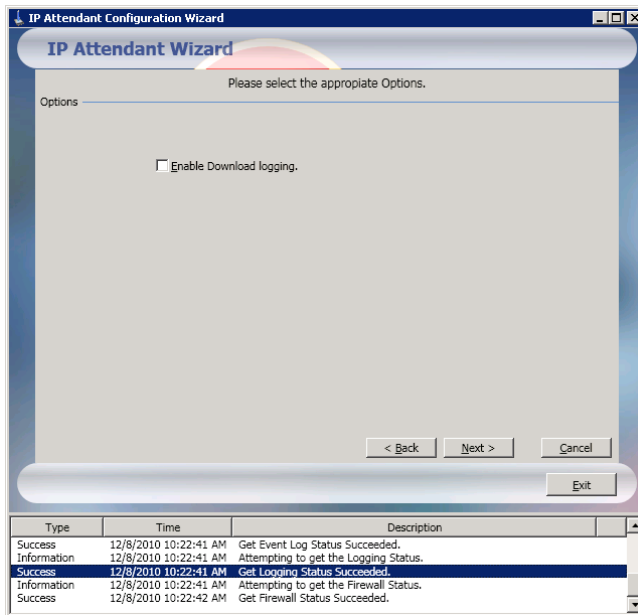 IP Attendant Configuration Wizard
IP Attendant Wizard
Please select the appropiate Options.
Options
Enable Download logging.
< Back Next > Cancel
Exit
Type Time Description
Success 12/8/2010 10:22:41 AM Get Event Log Status Succeeded.
Information 12/8/2010 10:22:41 AM Attempting to get the Logging Status.
Success 12/8/2010 10:22:41 AM Get Logging Status Succeeded.
Information 12/8/2010 10:22:41 AM Attempting to get the Firewall Status.
Success 12/8/2010 10:22:42 AM Get Firewall Status Succeeded.